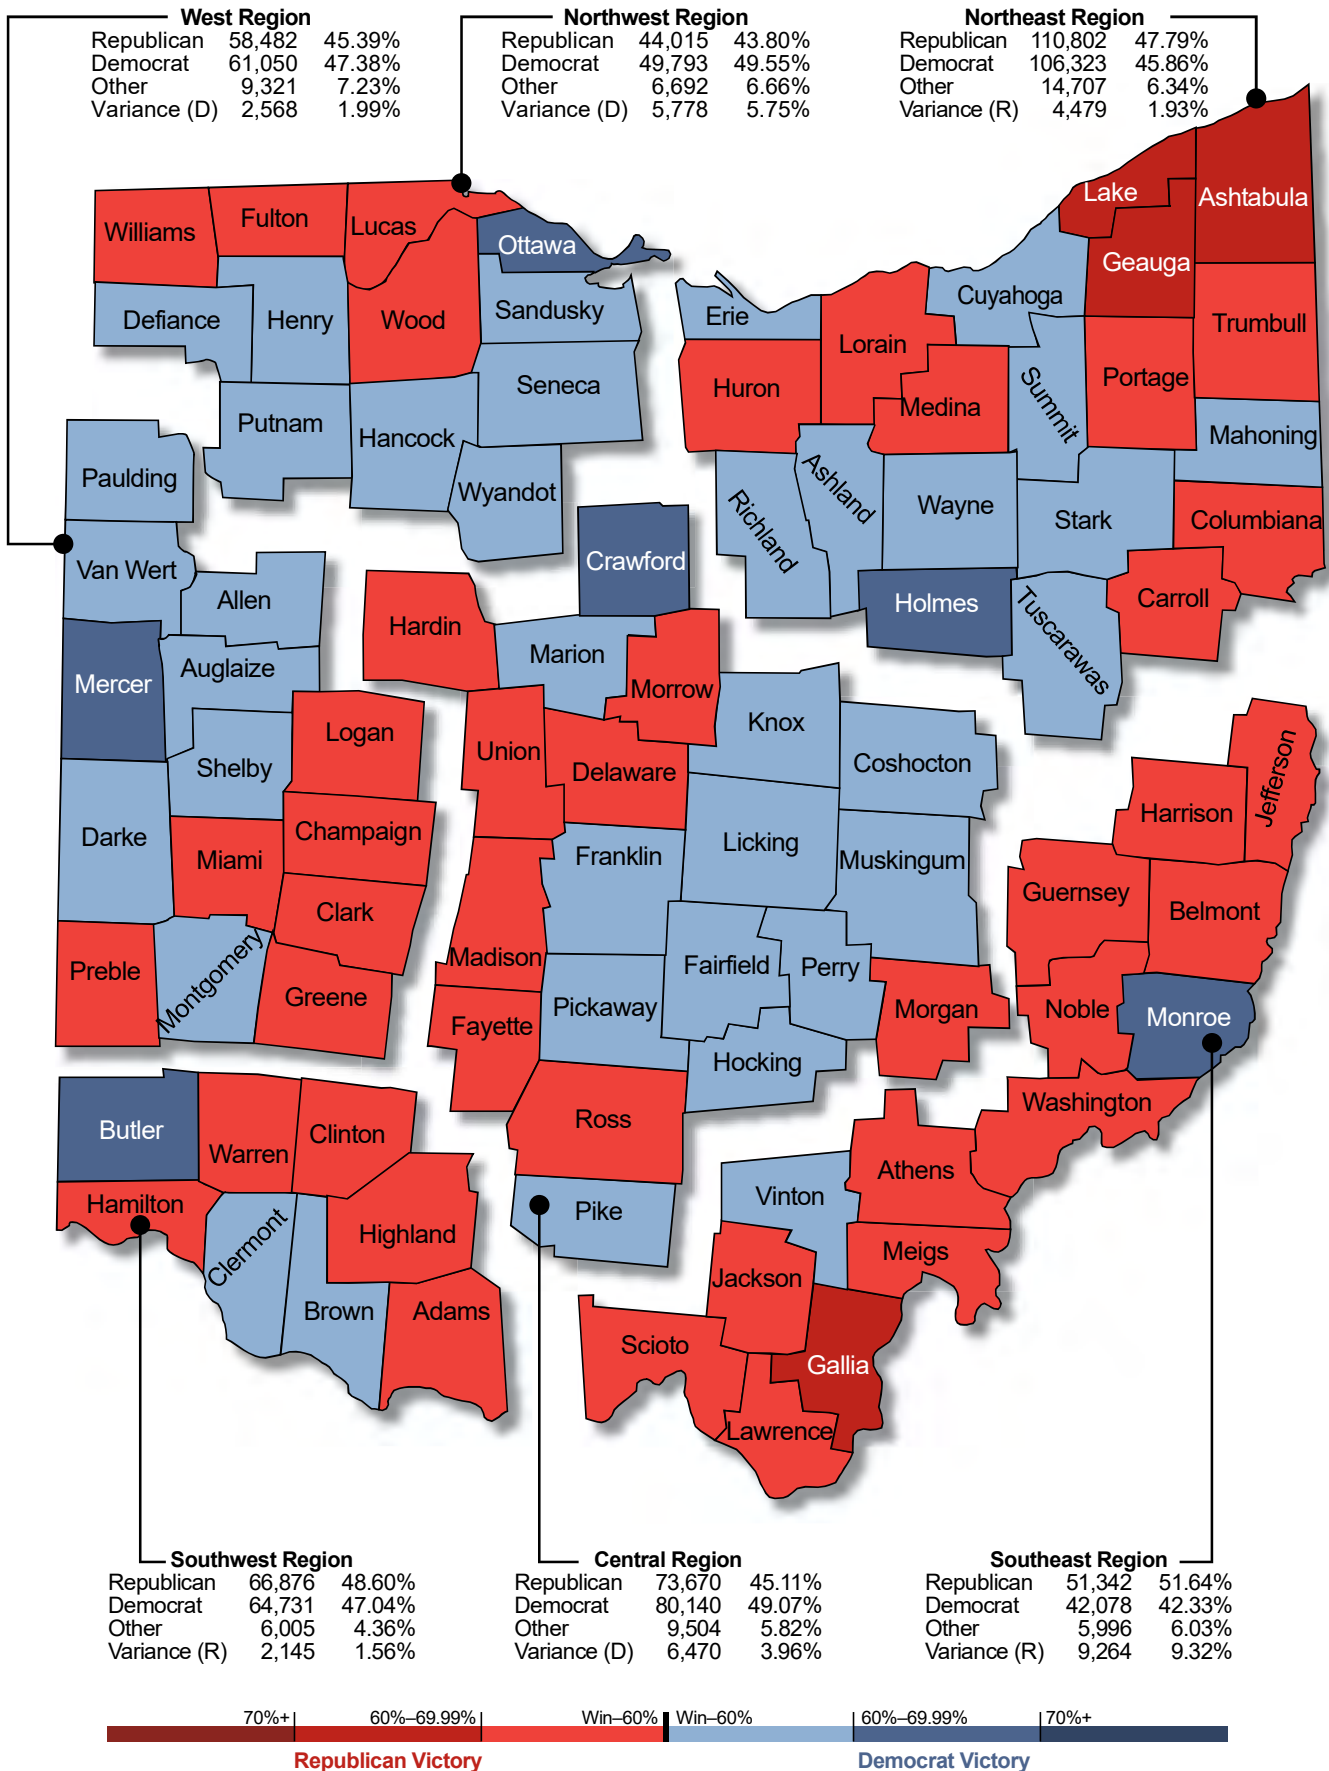 West Region
Republican 58,482 45.39%
Democrat 61,050 47.38%
Other 9,321 7.23%
Variance (D) 2,568 1.99%
Northwest Region
Republican 44,015 43.80%
Democrat 49,793 49.55%
Other 6,692 6.66%
Variance (D) 5,778 5.75%
Northeast Region
Republican 110,802 47.79%
Democrat 106,323 45.86%
Other 14,707 6.34%
Variance (R) 4,479 1.93%
Williams
Fulton
Lucas
Ottawa
Defiance
Henry
Wood
Sandusky
Seneca
Putnam
Hancock
Wyandot
Lake
Ashtabula
Geauga
Cuyahoga
Erie
Lorain
Trumbull
Huron
Medina
Summit
Portage
Mahoning
Richland
Ashland
Wayne
Stark
Columbiana
Holmes
Tuscarawas
Carroll
Paulding
Van Wert
Allen
Mercer
Auglaize
Shelby
Logan
Darke
Miami
Champaign
Clark
Preble
Montgomery
Greene
Crawford
Hardin
Marion
Morrow
Union
Delaware
Knox
Coshocton
Franklin
Licking
Muskingum
Madison
Fairfield
Perry
Morgan
Fayette
Pickaway
Hocking
Ross
Pike
Jefferson
Harrison
Guernsey
Belmont
Noble
Monroe
Washington
Athens
Vinton
Meigs
Jackson
Scioto
Gallia
Lawrence
Butler
Warren
Clinton
Hamilton
Clermont
Highland
Brown
Adams
Southwest Region
Republican 66,876 48.60%
Democrat 64,731 47.04%
Other 6,005 4.36%
Variance (R) 2,145 1.56%
Central Region
Republican 73,670 45.11%
Democrat 80,140 49.07%
Other 9,504 5.82%
Variance (D) 6,470 3.96%
Southeast Region
Republican 51,342 51.64%
Democrat 42,078 42.33%
Other 5,996 6.03%
Variance (R) 9,264 9.32%
70%+ 60%–69.99% Win–60% Win–60% 60%–69.99% 70%+
Republican Victory Democrat Victory